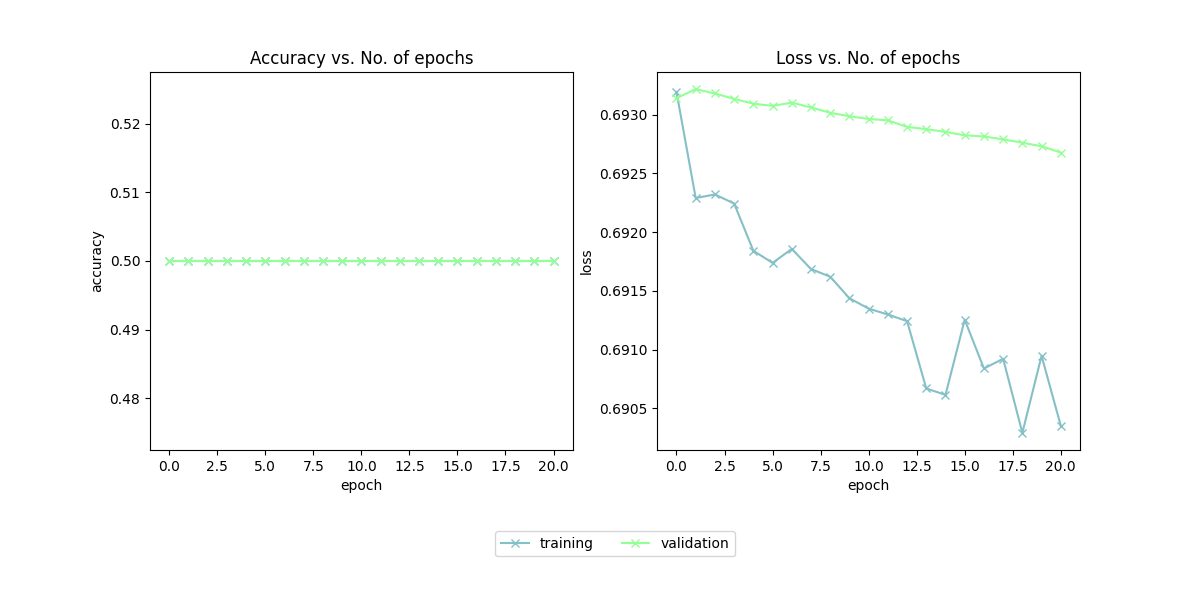 Accuracy vs. No. of epochs
0.52
0.51
0.50
0.49
0.48
accuracy
0.0 2.5 5.0 7.5 10.0 12.5 15.0 17.5 20.0
epoch
Loss vs. No. of epochs
0.6930
0.6925
0.6920
0.6915
0.6910
0.6905
loss
0.0 2.5 5.0 7.5 10.0 12.5 15.0 17.5 20.0
epoch
training validation